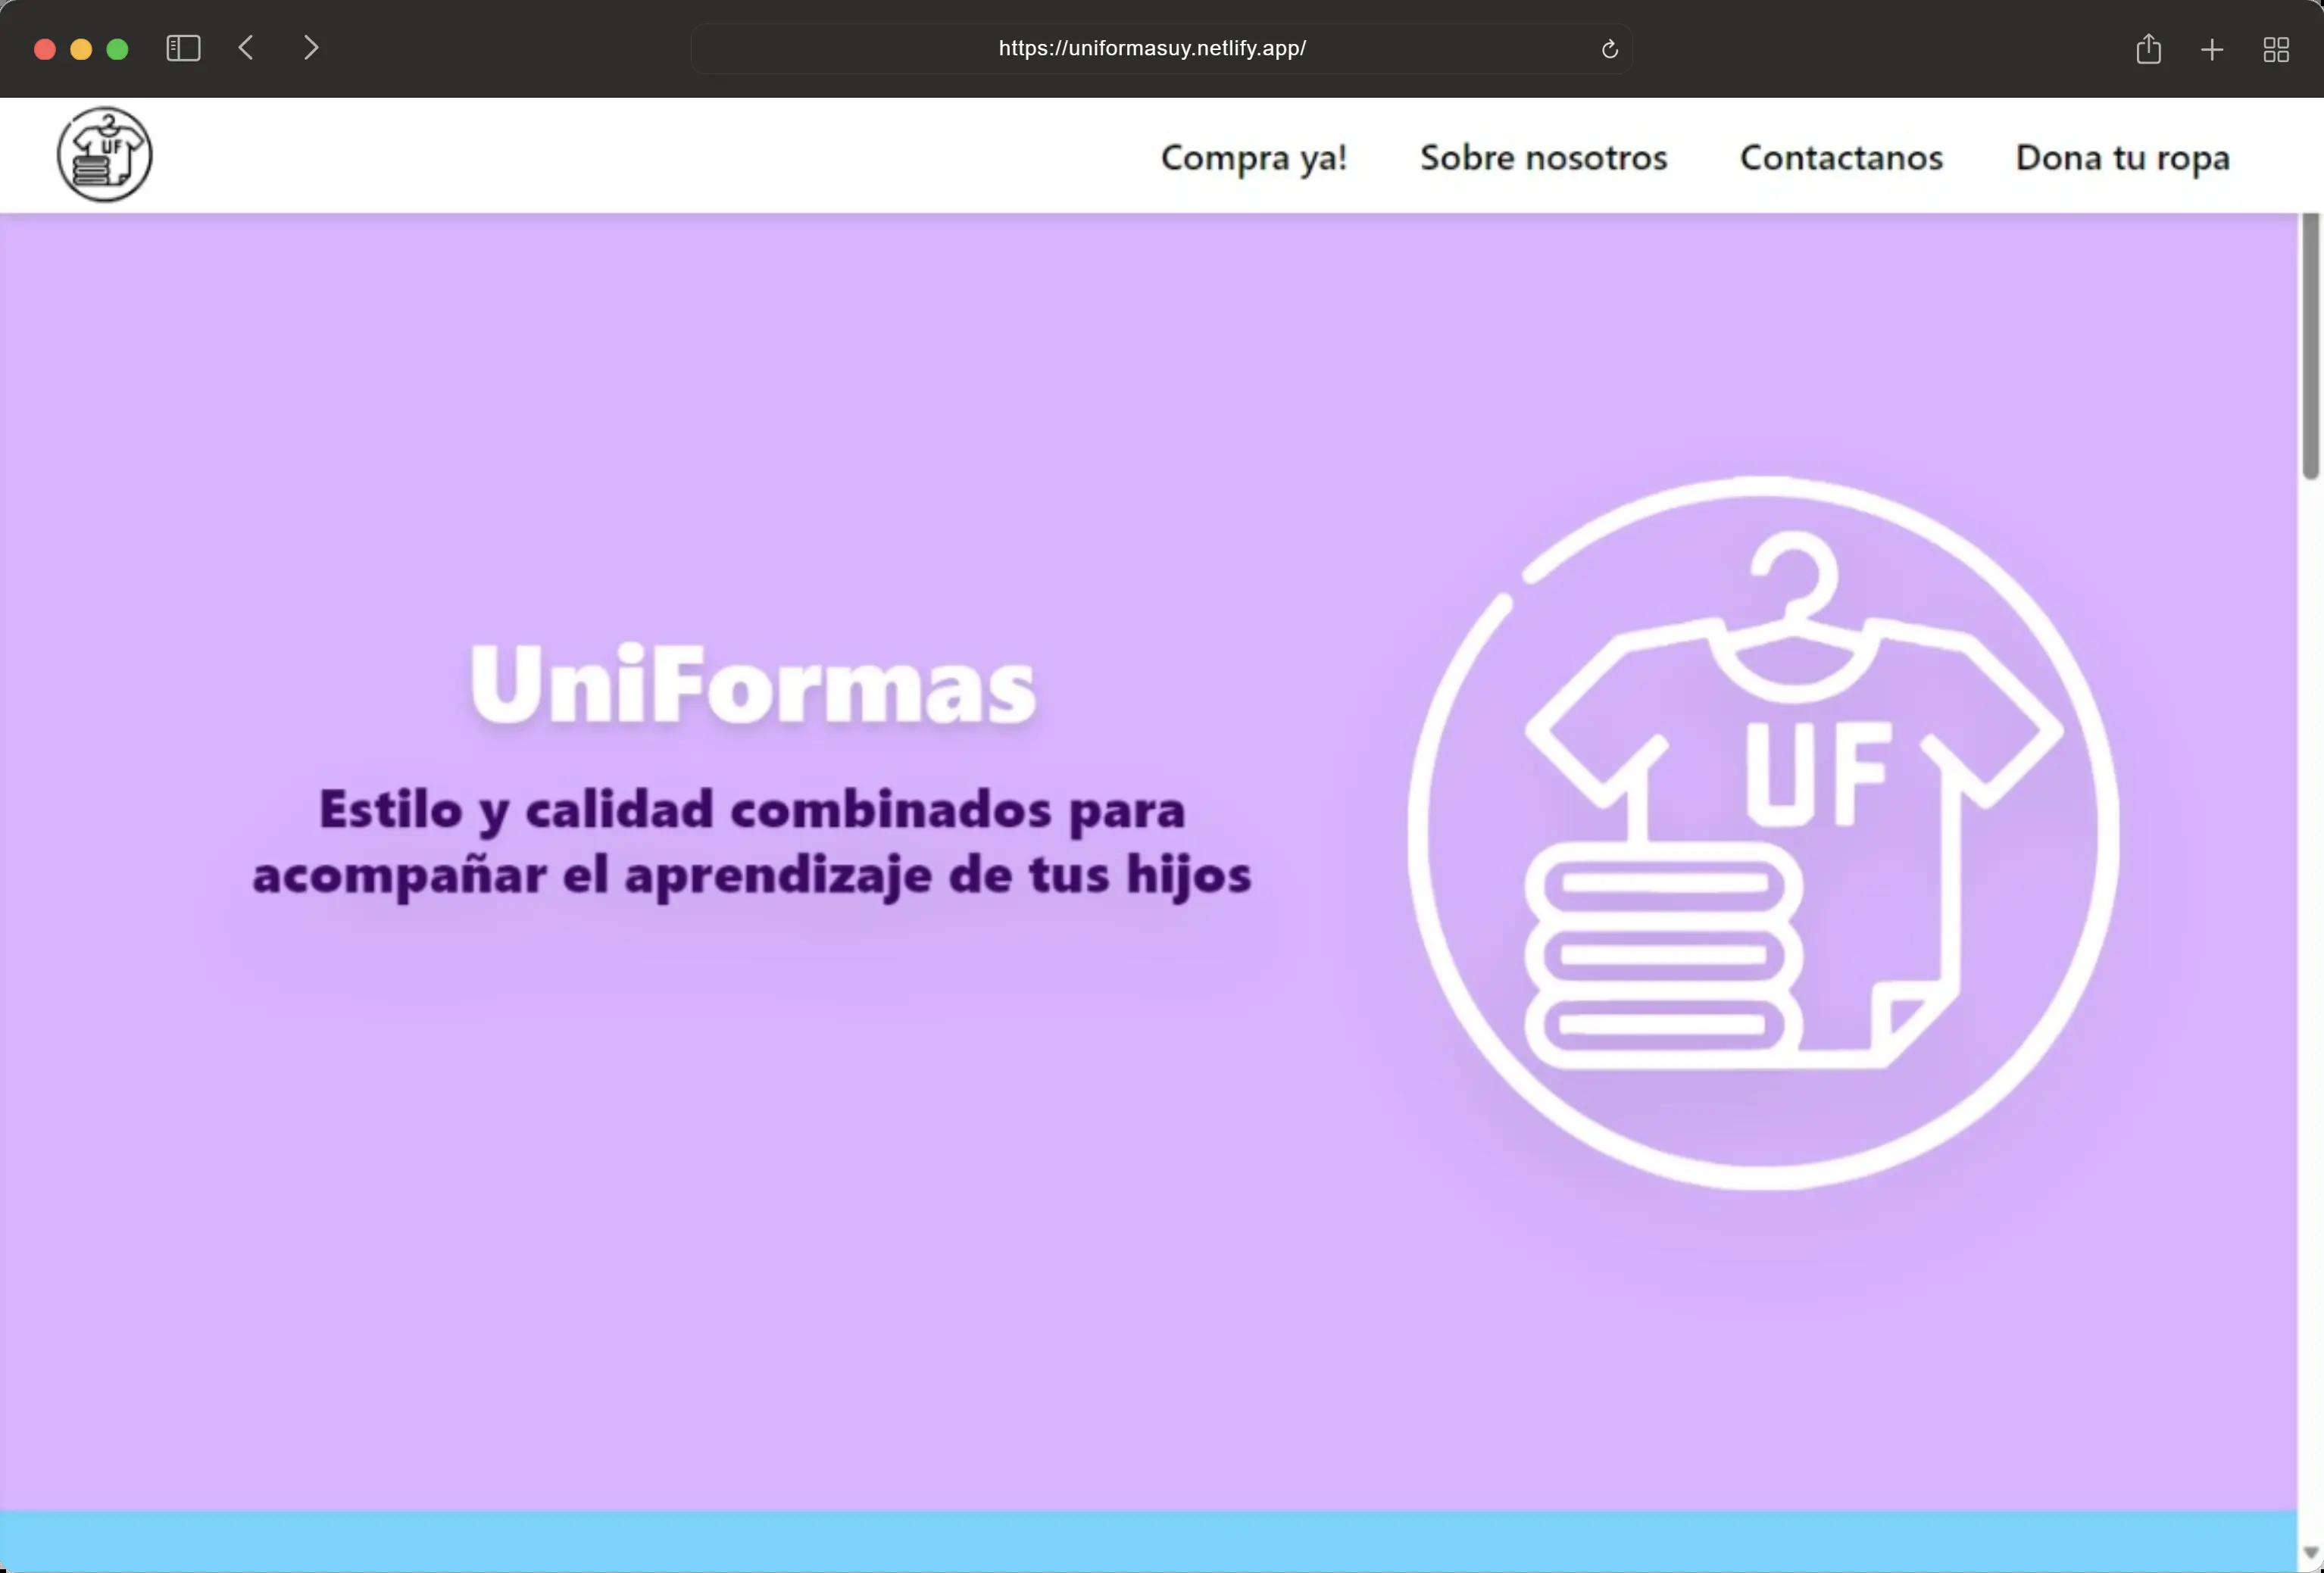 https://uniformasuy.netlify.app/
UF
Compra ya!
Sobre nosotros
Contactanos
Dona tu ropa
UniFormas
Estilo y calidad combinados para
acompañar el aprendizaje de tus hijos
UF